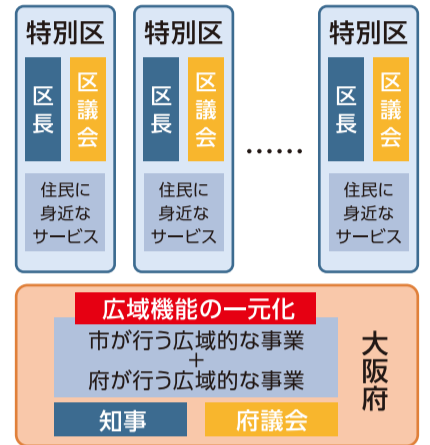 特別区
区長
区議会
住民に
身近な
サービス
特別区
区長
区議会
住民に
身近な
サービス
……
特別区
区長
区議会
住民に
身近な
サービス
広域機能の一元化
市が行う広域的な事業
+
府が行う広域的な事業
知事
府議会
大阪府